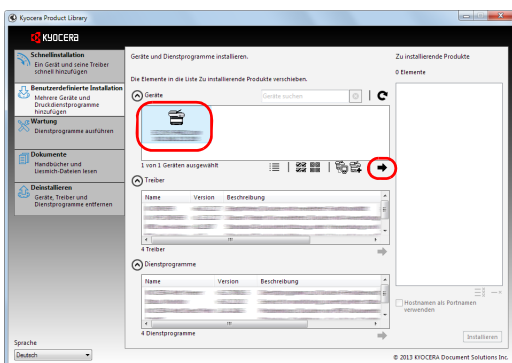 Kyocera Product Library
KYOCERA
Schnellinstallation
Ein Gerät und seine Treiber
schnell hinzufügen
Benutzerdefinierte Installation
Mehrere Geräte und
Druckdienstprogramme
hinzufügen
Wartung
Dienstprogramme ausführen
Dokumente
Handbücher und
Liesmich-Dateien lesen
Deinstallieren
Geräte, Treiber und
Dienstprogramme entfernen
Sprache
Deutsch
Geräte und Dienstprogramme installieren.
Die Elemente in die Liste Zu installierende Produkte verschieben.
Geräte
Geräte suchen
1 von 1 Geräten ausgewählt
Treiber
Name Version Beschreibung
4 Treiber
Dienstprogramme
Name Version Beschreibung
4 Dienstprogramme
Zu installierende Produkte
0 Elemente
Hostnamen als Portnamen
verwenden
Installieren
© 2013 KYOCERA Document Solutions Inc.